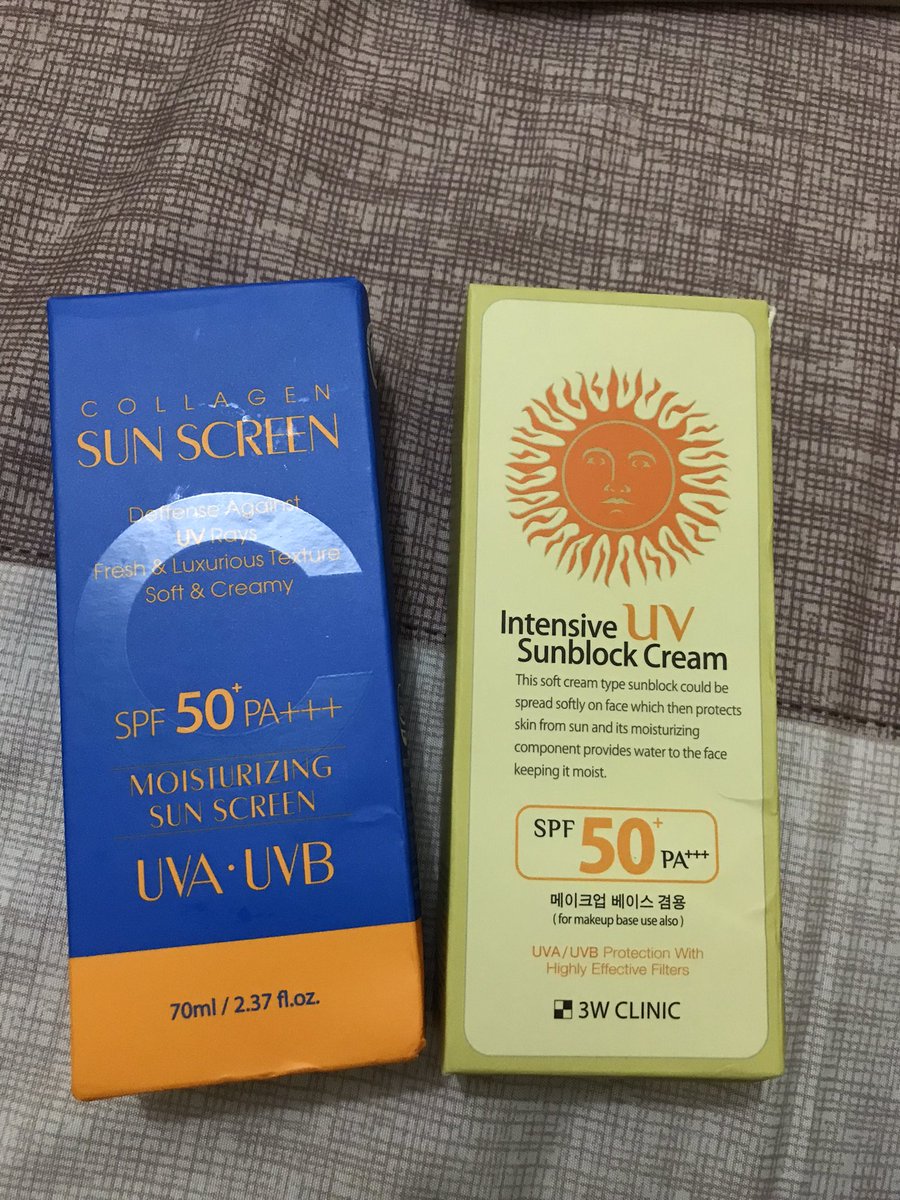 COLLAGEN
SUN SCREEN
Deffense Against
UV Rays
Fresh & Luxurious Texture
Soft & Creamy
SPF 50+ PA+++
MOISTURIZING
SUN SCREEN
UVA·UVB
70ml / 2.37 fl.oz.
Intensive UV
Sunblock Cream
This soft cream type sunblock could be
spread softly on face which then protects
skin from sun and its moisturizing
component provides water to the face
keeping it moist.
SPF 50+ PA+++
메이크업 베이스 겸용
( for makeup base use also )
UVA / UVB Protection With
Highly Effective Filters
3W CLINIC